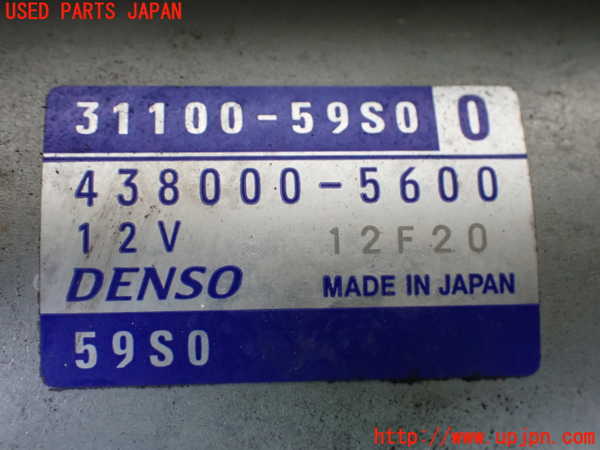 USED PARTS JAPAN
31100-59S0 0
438000-5600
12V 12F20
DENSO MADE IN JAPAN
59S0
http://www.upjpn.com/